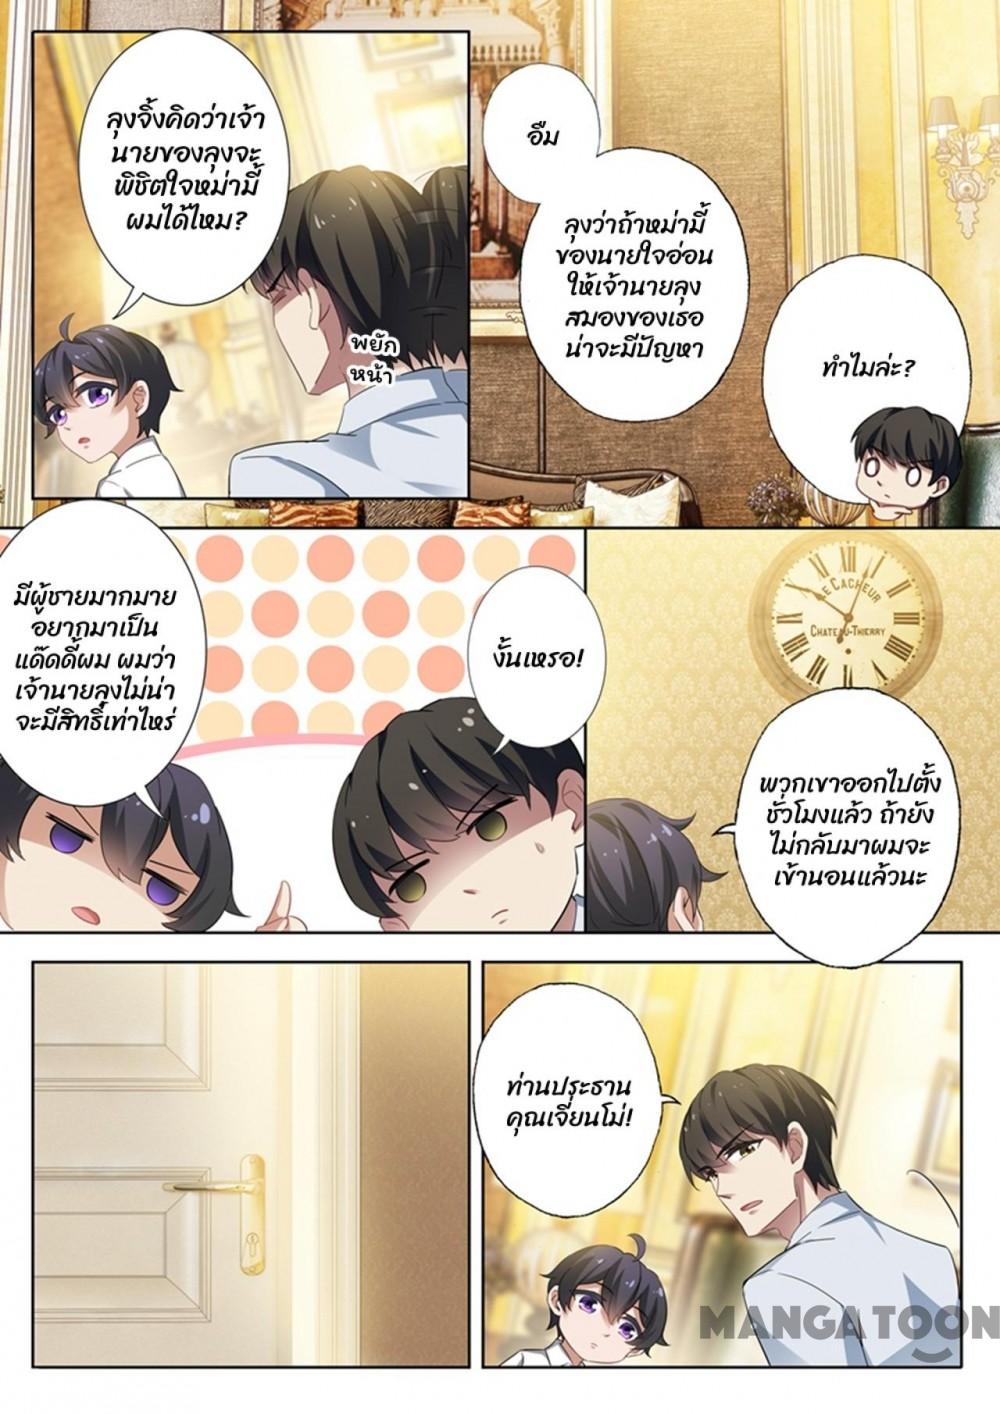 ลุงจิ้งคิดว่าเจ้า
นายของลุงจะ
พิชิตใจหม่ามี้
ผมได้ไหม?
พยัก
หน้า
อืม
ลุงว่าถ้าหม่ามี้
ของนายใจอ่อน
ให้เจ้านายลุง
สมองของเธอ
น่าจะมีปัญหา
ทำไมล่ะ?
มีผู้ชายมากมาย
อยากมาเป็น
แด๊ดดี้ผม ผมว่า
เจ้านายลุงไม่น่า
จะมีสิทธิ์เท่าไหร่
งั้นเหรอ!
LE CACHEUR
CHATEAU-THIERRY
พวกเขาออกไปตั้ง
ชั่วโมงแล้ว ถ้ายัง
ไม่กลับมาผมจะ
เข้านอนแล้วนะ
ท่านประธาน
คุณเจี่ยนโม่!
MANGATOON